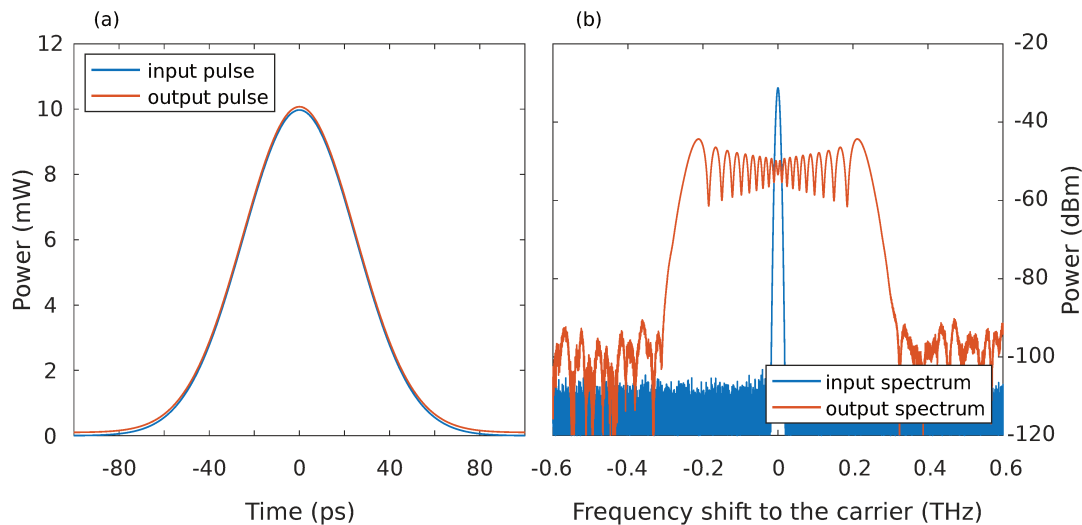 (a)
12
10
8
6
4
2
0
Power (mW)
input pulse
output pulse
-80
-40
0
40
80
Time (ps)
(b)
-20
-40
-60
-80
-100
-120
Power (dBm)
input spectrum
output spectrum
-0.6
-0.4
-0.2
0
0.2
0.4
0.6
Frequency shift to the carrier (THz)